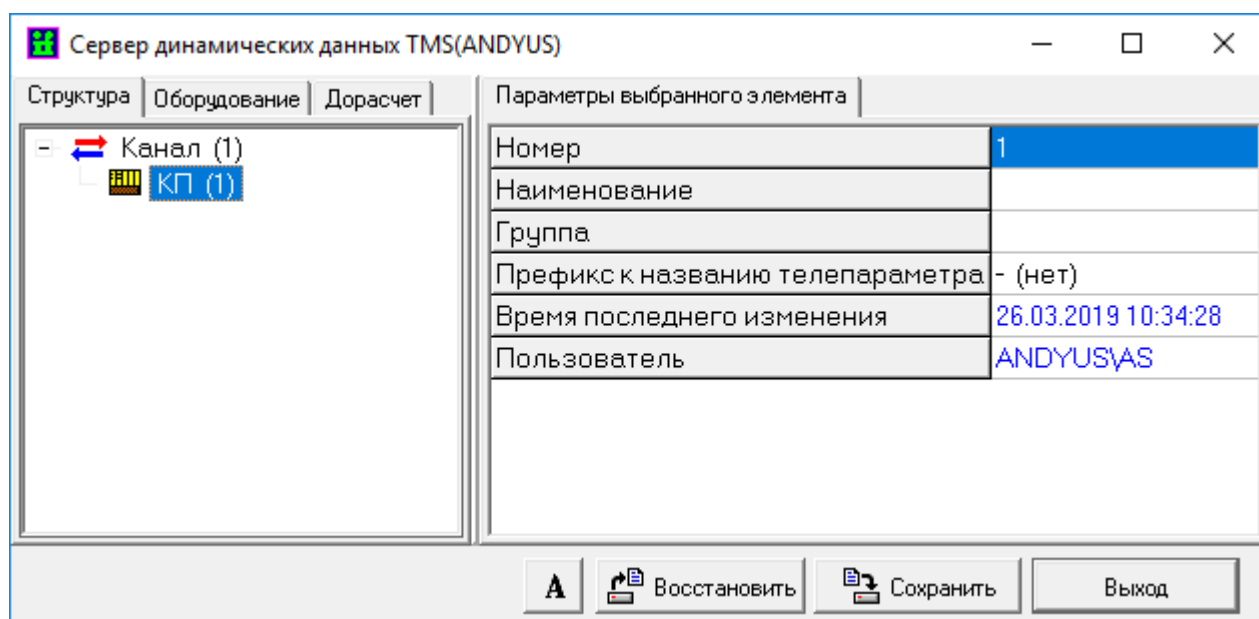 Сервер динамических данных TMS(ANDYUS)
Структура Оборудование Дорасчет
Параметры выбранного элемента
Канал (1)
КП (1)
Номер 1
Наименование
Группа
Префикс к названию телепараметра - (нет)
Время последнего изменения 26.03.2019 10:34:28
Пользователь ANDYUS\AS
A Восстановить Сохранить Выход